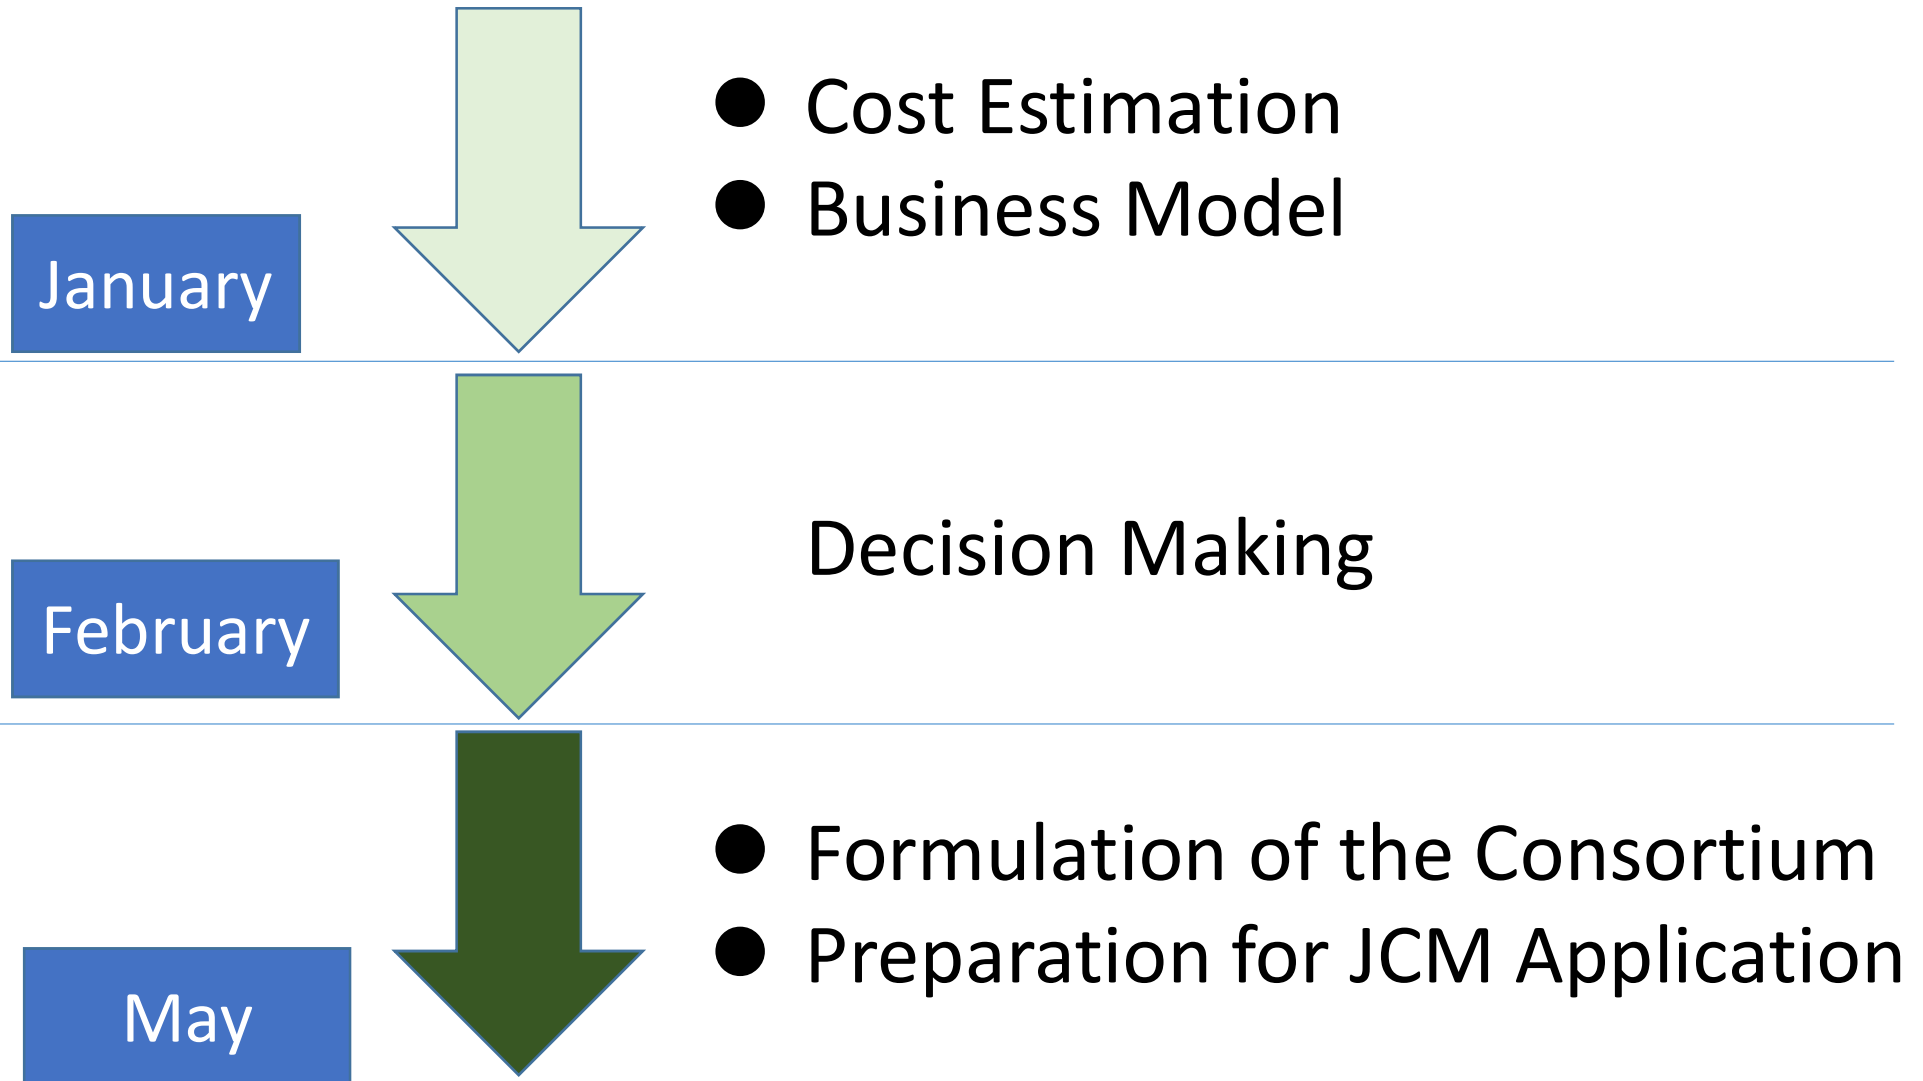 ● Cost Estimation
● Business Model
January
Decision Making
February
● Formulation of the Consortium
● Preparation for JCM Application
May